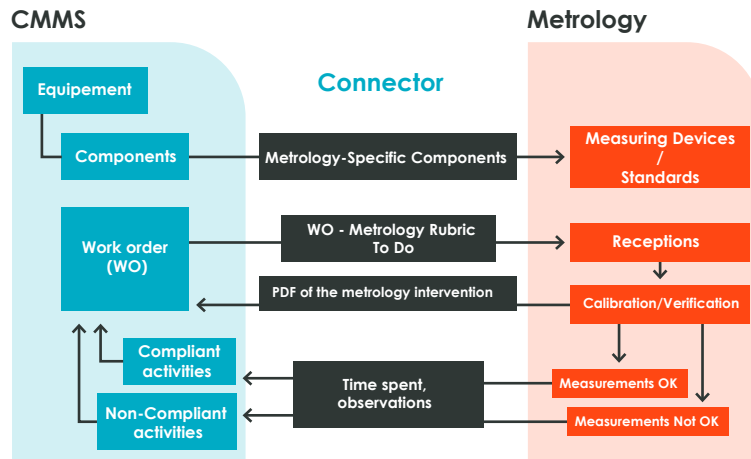 CMMS
Metrology
Connector
Equipement
Components
Metrology-Specific Components
Measuring Devices
/
Standards
Work order
(WO)
WO - Metrology Rubric
To Do
Receptions
PDF of the metrology intervention
Calibration/Verification
Compliant
activities
Time spent,
observations
Measurements OK
Non-Compliant
activities
Measurements Not OK